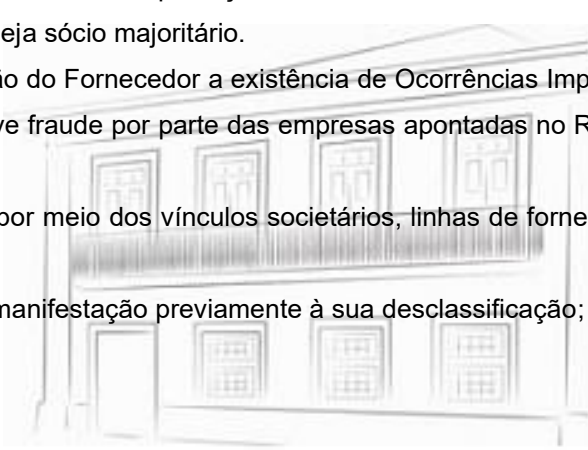 eja sócio majoritário.
ão do Fornecedor a existência de Ocorrências Imp
ve fraude por parte das empresas apontadas no R
por meio dos vínculos societários, linhas de forne
manifestação previamente à sua desclassificação;